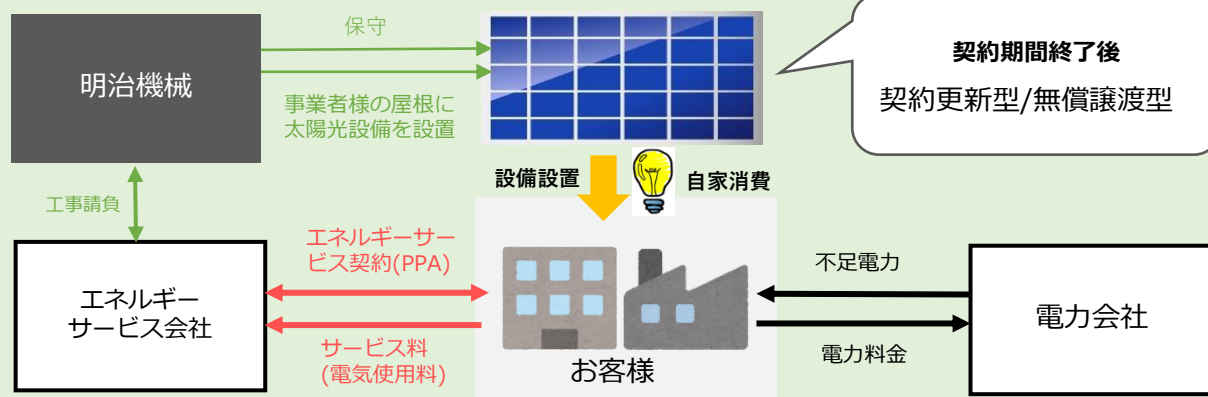 明治機械
保守
事業者様の屋根に
太陽光設備を設置
契約期間終了後
契約更新型/無償譲渡型
設備設置
自家消費
工事請負
エネルギー
サービス会社
エネルギーサー
ビス契約(PPA)
サービス料
(電気使用料)
お客様
不足電力
電力料金
電力会社